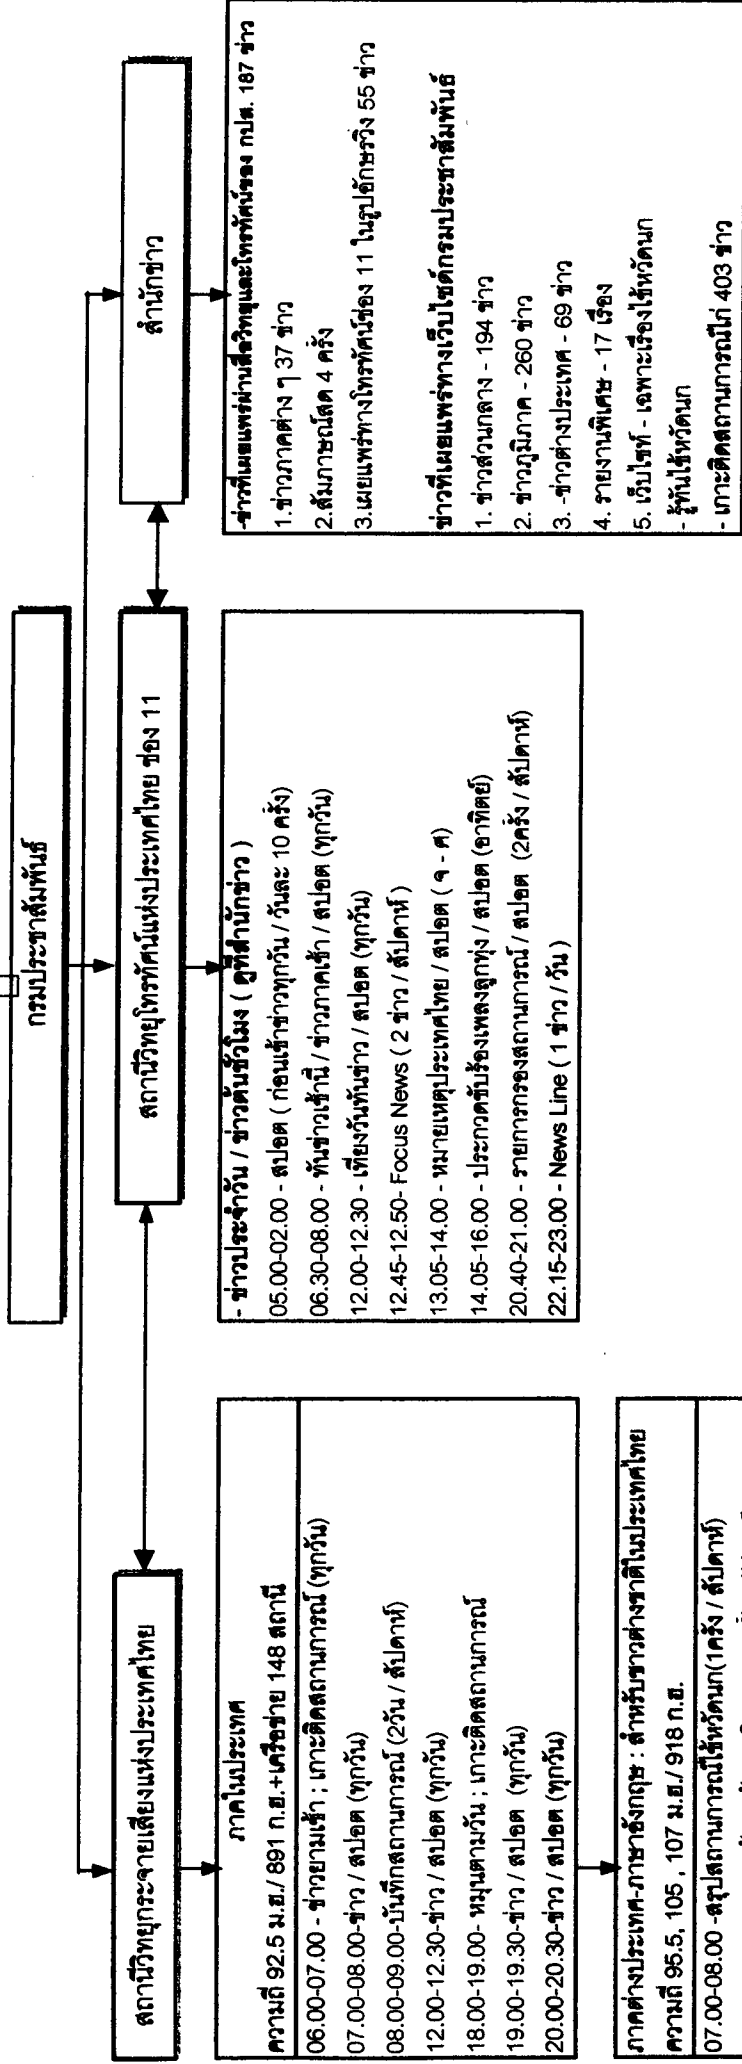 กรมประชาสัมพันธ์
สถานีวิทยุกระจายเสียงแห่งประเทศไทย
สถานีวิทยุโทรทัศน์แห่งประเทศไทย ช่อง 11
สำนักข่าว
ภาคในประเทศ
ความถี่ 92.5 ม.ฮ./ 891 ก.ฮ.+เครือข่าย 148 สถานี
06.00-07.00 - ข่าวยามเช้า ; เกาะติดสถานการณ์ (ทุกวัน)
07.00-08.00-ข่าว / สปอต (ทุกวัน)
08.00-09.00-บันทึกสถานการณ์ (2วัน / สัปดาห์)
12.00-12.30-ข่าว / สปอต (ทุกวัน)
18.00-19.00- หมุนตามวัน ; เกาะติดสถานการณ์
19.00-19.30-ข่าว / สปอต (ทุกวัน)
20.00-20.30-ข่าว / สปอต (ทุกวัน)
ภาคต่างประเทศ-ภาษาอังกฤษ : สำหรับชาวต่างชาติในประเทศไทย
ความถี่ 95.5, 105 , 107 ม.ฮ./ 918 ก.ฮ.
07.00-08.00 -สรุปสถานการณ์ไข้หวัดนก(1ครั้ง / สัปดาห์)
- ข่าวประจำวัน / ข่าวต้นชั่วโมง ( ดูที่สำนักข่าว )
05.00-02.00 - สปอต ( ก่อนเข้าข่าวทุกวัน / วันละ 10 ครั้ง)
06.30-08.00 - ทันข่าวเช้านี้ / ข่าวภาคเช้า / สปอต (ทุกวัน)
12.00-12.30 - เที่ยงวันทันข่าว / สปอต (ทุกวัน)
12.45-12.50- Focus News ( 2 ข่าว / สัปดาห์ )
13.05-14.00 - หมายเหตุประเทศไทย / สปอต ( จ - ศ)
14.05-16.00 - ประกวดขับร้องเพลงลูกทุ่ง / สปอต (อาทิตย์)
20.40-21.00 - รายการกรองสถานการณ์ / สปอต (2ครั้ง / สัปดาห์)
22.15-23.00 - News Line ( 1 ข่าว / วัน )
-ข่าวที่เผยแพร่ผ่านสื่อวิทยุและโทรทัศน์ของ กปส. 187 ข่าว
1.ข่าวภาคต่าง ๆ 37 ข่าว
2.สัมภาษณ์สด 4 ครั้ง
3.เผยแพร่ทางโทรทัศน์ช่อง 11 ในรูปอักษรวิ่ง 55 ข่าว
ข่าวที่เผยแพร่ทางเว็บไซต์กรมประชาสัมพันธ์
1. ข่าวส่วนกลาง - 194 ข่าว
2. ข่าวภูมิภาค - 260 ข่าว
3. -ข่าวต่างประเทศ - 69 ข่าว
4. รายงานพิเศษ - 17 เรื่อง
5. เว็บไซท์ - เฉพาะเรื่องไข้หวัดนก
- รู้ทันไข้หวัดนก
- เกาะติดสถานการณ์ไก่ 403 ข่าว